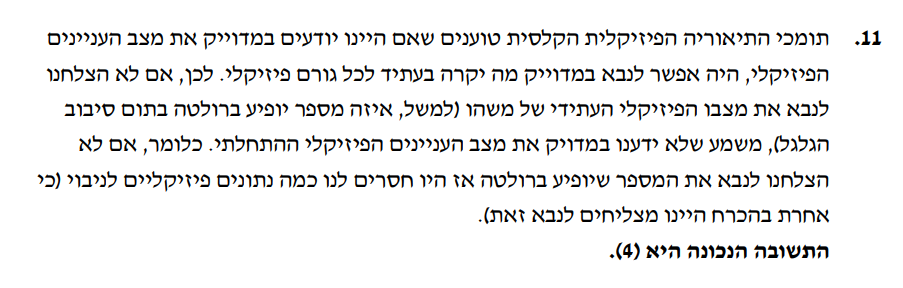 11. תומכי התיאוריה הפיזיקלית הקלסית טוענים שאם היינו יודעים במדוייק את מצב העניינים
הפיזיקלי, היה אפשר לנבא במדוייק מה יקרה בעתיד לכל גורם פיזיקלי. לכן, אם לא הצלחנו
לנבא את מצבו הפיזיקלי העתידי של משהו (למשל, איזה מספר יופיע ברולטה בתום סיבוב
הגלגל), משמע שלא ידענו במדויק את מצב העניינים הפיזיקלי ההתחלתי. כלומר, אם לא
הצלחנו לנבא את המספר שיופיע ברולטה אז היו חסרים לנו כמה נתונים פיזיקליים לניבוי (כי
אחרת בהכרח היינו מצליחים לנבא זאת).
התשובה הנכונה היא (4).